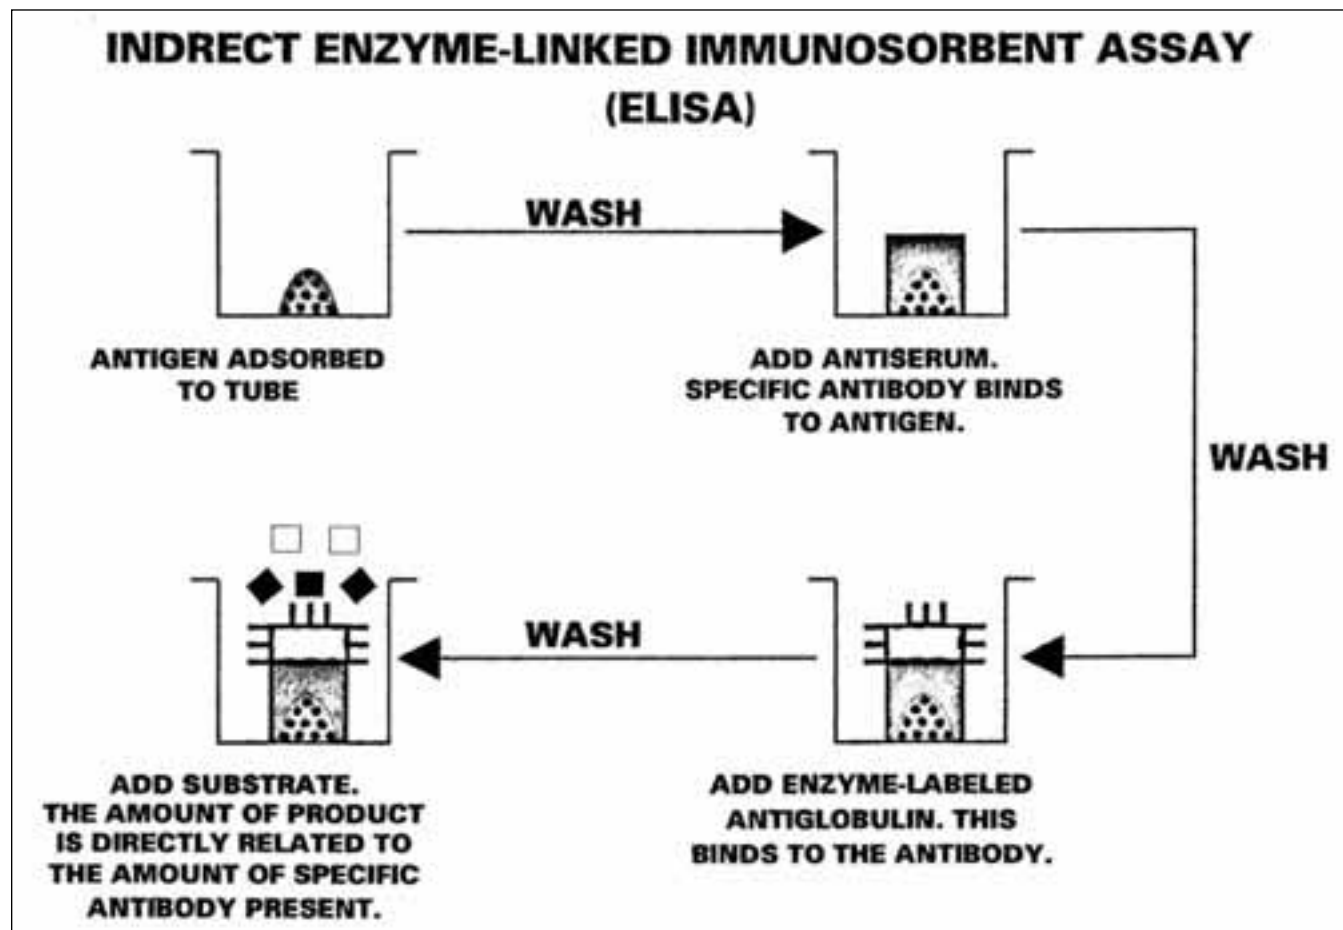 INDRECT ENZYME-LINKED IMMUNOSORBENT ASSAY
(ELISA)
WASH
ANTIGEN ADSORBED
TO TUBE
ADD ANTISERUM.
SPECIFIC ANTIBODY BINDS
TO ANTIGEN.
WASH
ADD ENZYME-LABELED
ANTIGLOBULIN. THIS
BINDS TO THE ANTIBODY.
WASH
ADD SUBSTRATE.
THE AMOUNT OF PRODUCT
IS DIRECTLY RELATED TO
THE AMOUNT OF SPECIFIC
ANTIBODY PRESENT.